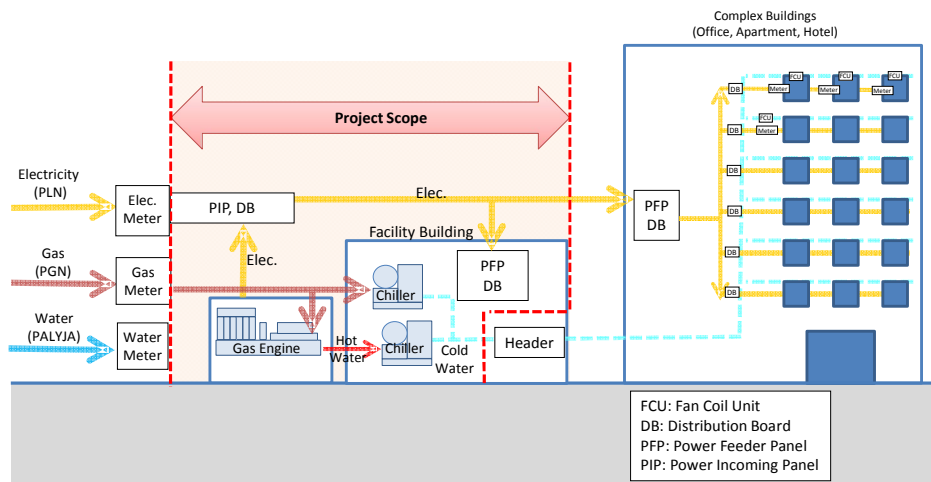 Complex Buildings
(Office, Apartment, Hotel)
FCU
FCU
FCU
DB
Meter
Meter
Meter
Project Scope
FCU
DB
Meter
Electricity
(PLN)
Elec.
Meter
PIP, DB
Elec.
DB
PFP
DB
DB
Facility Building
Gas
(PGN)
Gas
Meter
Elec.
PFP
DB
DB
Chiller
DB
Water
(PALYJA)
Water
Meter
Gas Engine
Hot
Water
Chiller
Cold
Water
Header
FCU: Fan Coil Unit
DB: Distribution Board
PFP: Power Feeder Panel
PIP: Power Incoming Panel